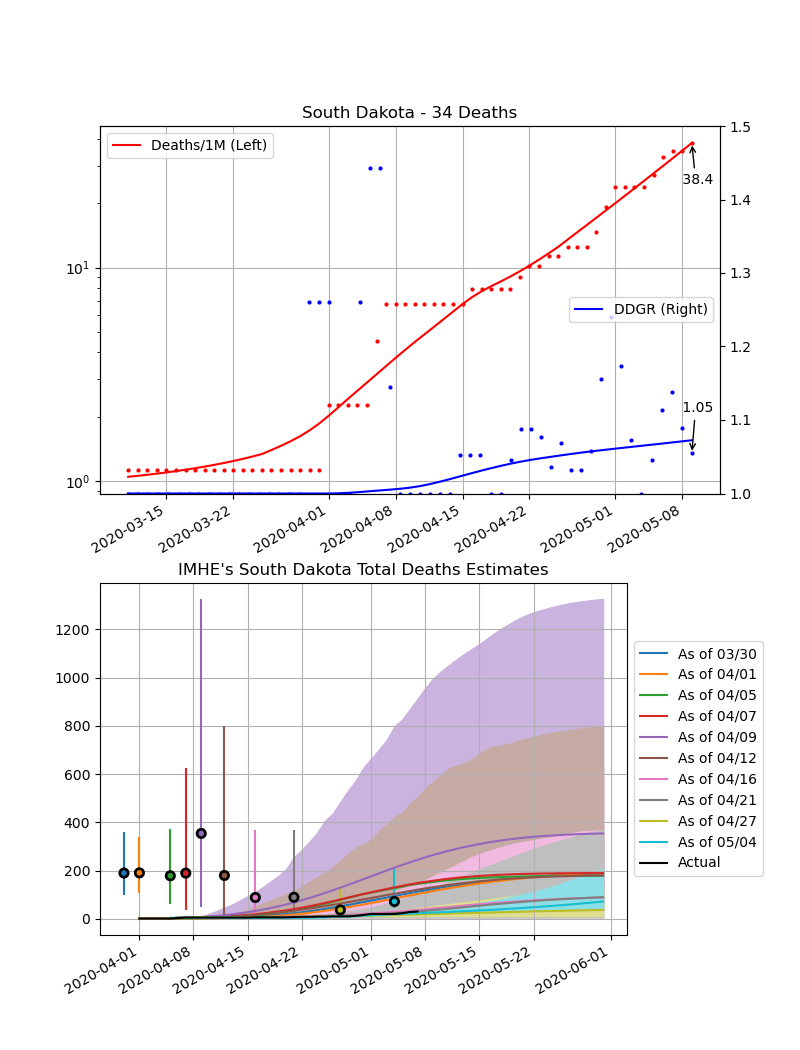 South Dakota - 34 Deaths
Deaths/1M (Left)
DDGR (Right)
38.4
1.05
10¹
10⁰
1.5
1.4
1.3
1.2
1.1
1.0
2020-03-15
2020-03-22
2020-04-01
2020-04-08
2020-04-15
2020-04-22
2020-05-01
2020-05-08
IMHE's South Dakota Total Deaths Estimates
1200
1000
800
600
400
200
0
2020-04-01
2020-04-08
2020-04-15
2020-04-22
2020-05-01
2020-05-08
2020-05-15
2020-05-22
2020-06-01
As of 03/30
As of 04/01
As of 04/05
As of 04/07
As of 04/09
As of 04/12
As of 04/16
As of 04/21
As of 04/27
As of 05/04
Actual